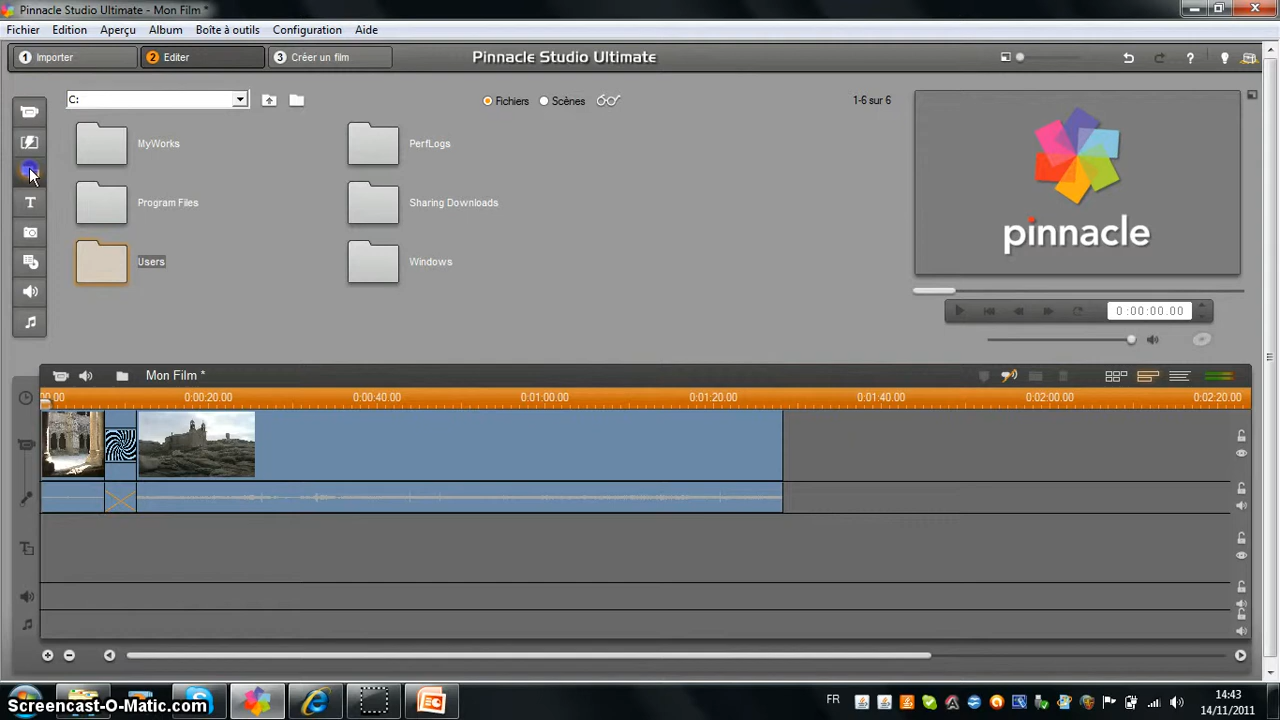 Pinnacle Studio Ultimate - Mon Film *
Fichier Edition Aperçu Album Boîte à outils Configuration Aide
1 Importer 2 Editer 3 Créer un film Pinnacle Studio Ultimate ?
C: Fichiers Scènes 1-6 sur 6
MyWorks PerfLogs
Program Files Sharing Downloads
T
Users Windows
pinnacle
0:00:00.00
Mon Film *
00.00 0:00:20.00 0:00:40.00 0:01:00.00 0:01:20.00 0:01:40.00 0:02:00.00 0:02:20.00
FR 14:43
14/11/2011
Screencast-O-Matic.com